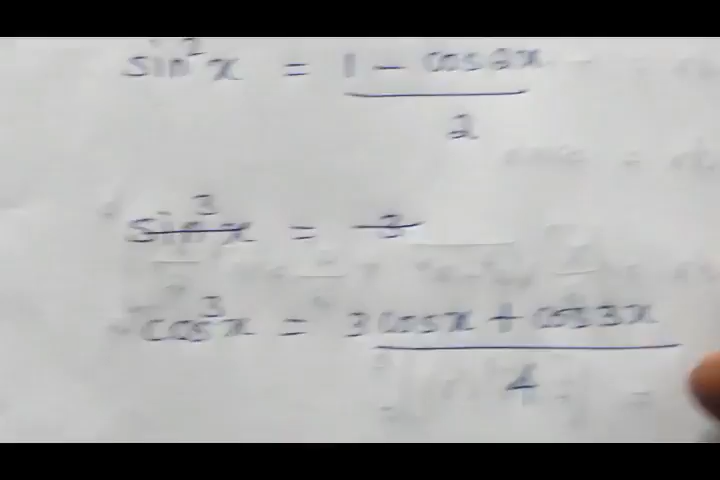 sin²x = 1 - cos2x / 2
sin³x = 3
cos³x = 3cosx + cos3x / 4